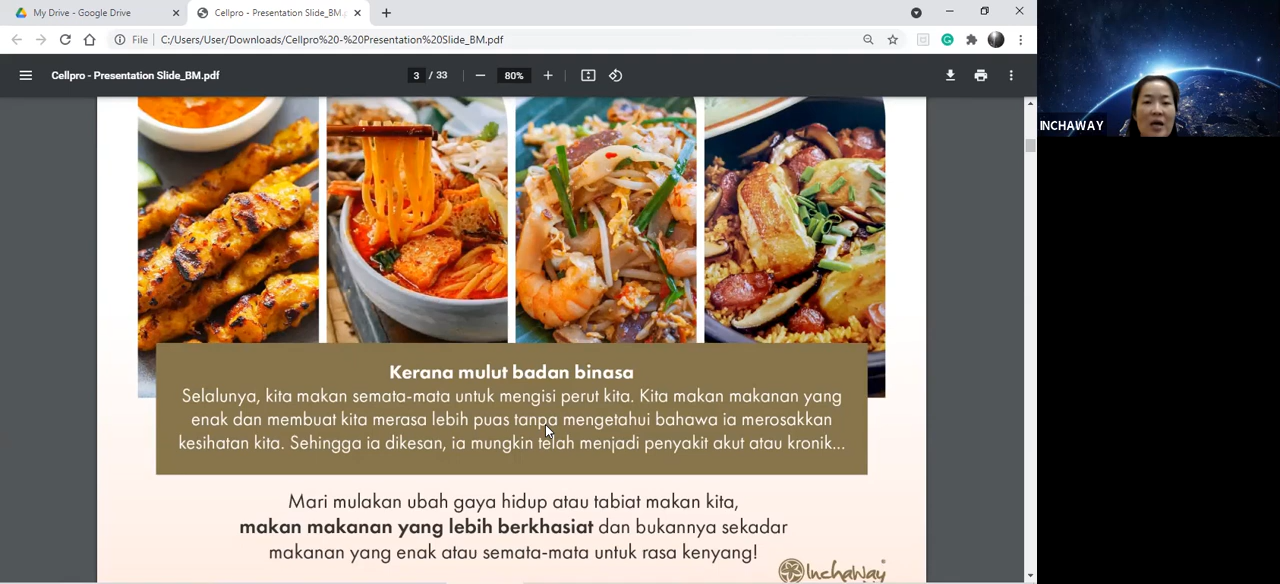 My Drive - Google Drive
Cellpro - Presentation Slide_BM.p
File
C:/Users/User/Downloads/Cellpro%20-%20Presentation%20Slide_BM.pdf
Cellpro - Presentation Slide_BM.pdf
3 / 33
80%
INCHAWAY
Kerana mulut badan binasa
Selalunya, kita makan semata-mata untuk mengisi perut kita. Kita makan makanan yang
enak dan membuat kita merasa lebih puas tanpa mengetahui bahawa ia merosakkan
kesihatan kita. Sehingga ia dikesan, ia mungkin telah menjadi penyakit akut atau kronik...
Mari mulakan ubah gaya hidup atau tabiat makan kita,
makan makanan yang lebih berkhasiat dan bukannya sekadar
makanan yang enak atau semata-mata untuk rasa kenyang!
Inchaway